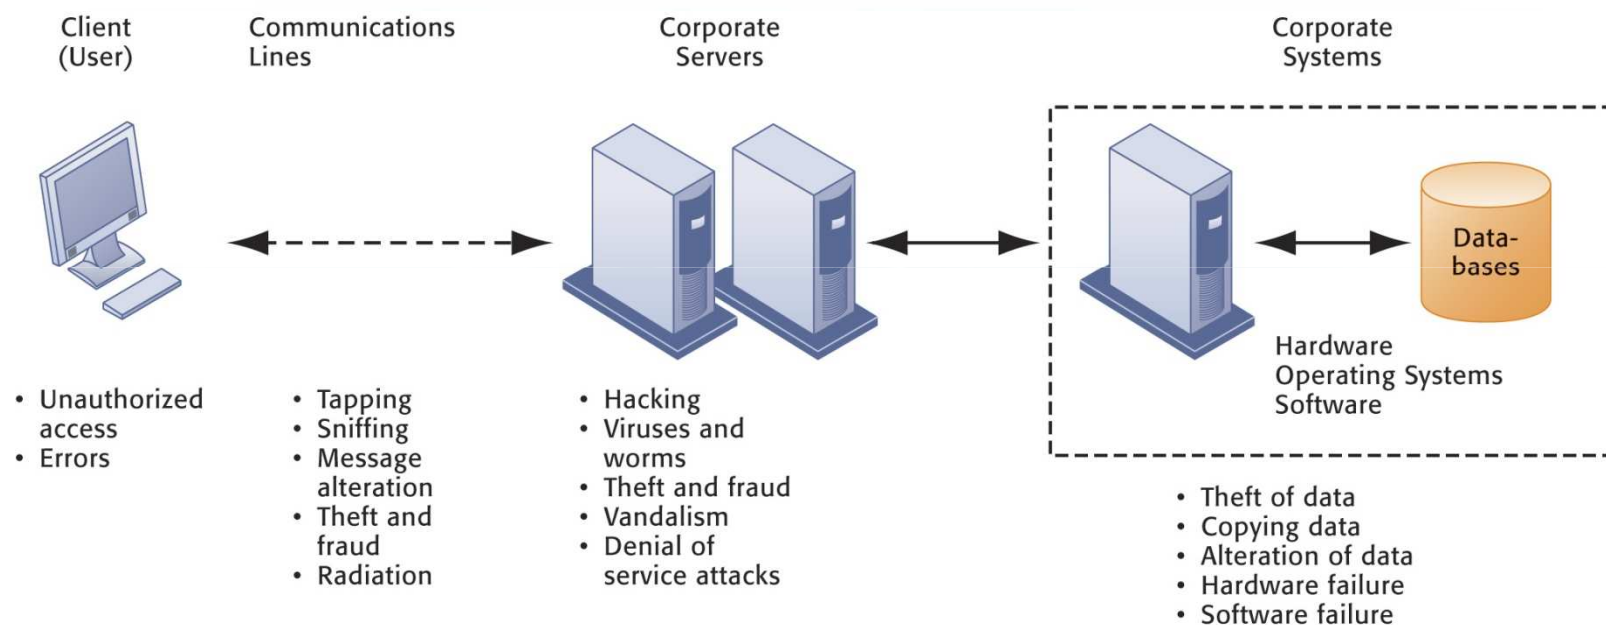 Client
(User)
Communications
Lines
Corporate
Servers
Corporate
Systems
Data-
bases
Hardware
Operating Systems
Software
• Unauthorized
access
• Errors
• Tapping
• Sniffing
• Message
alteration
• Theft and
fraud
• Radiation
• Hacking
• Viruses and
worms
• Theft and fraud
• Vandalism
• Denial of
service attacks
• Theft of data
• Copying data
• Alteration of data
• Hardware failure
• Software failure